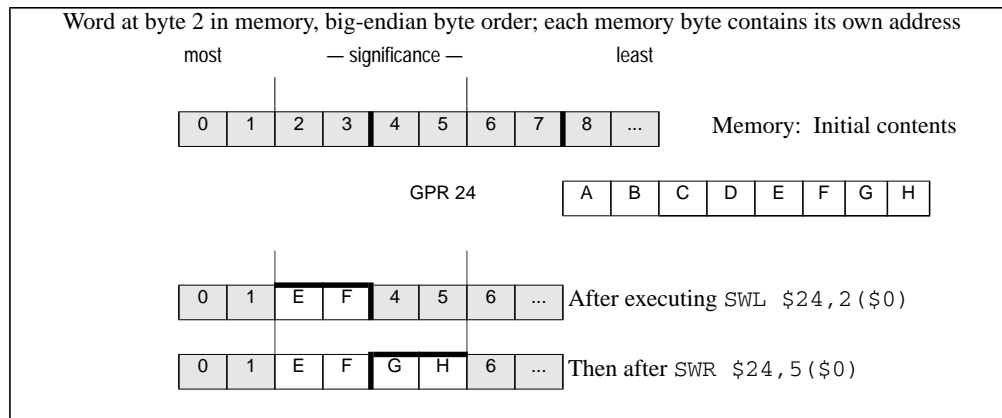 Word at byte 2 in memory, big-endian byte order; each memory byte contains its own address
most — significance — least
0 1 2 3 4 5 6 7 8 ... Memory: Initial contents
GPR 24 A B C D E F G H
0 1 E F 4 5 6 ... After executing SWL $24,2($0)
0 1 E F G H 6 ... Then after SWR $24,5($0)